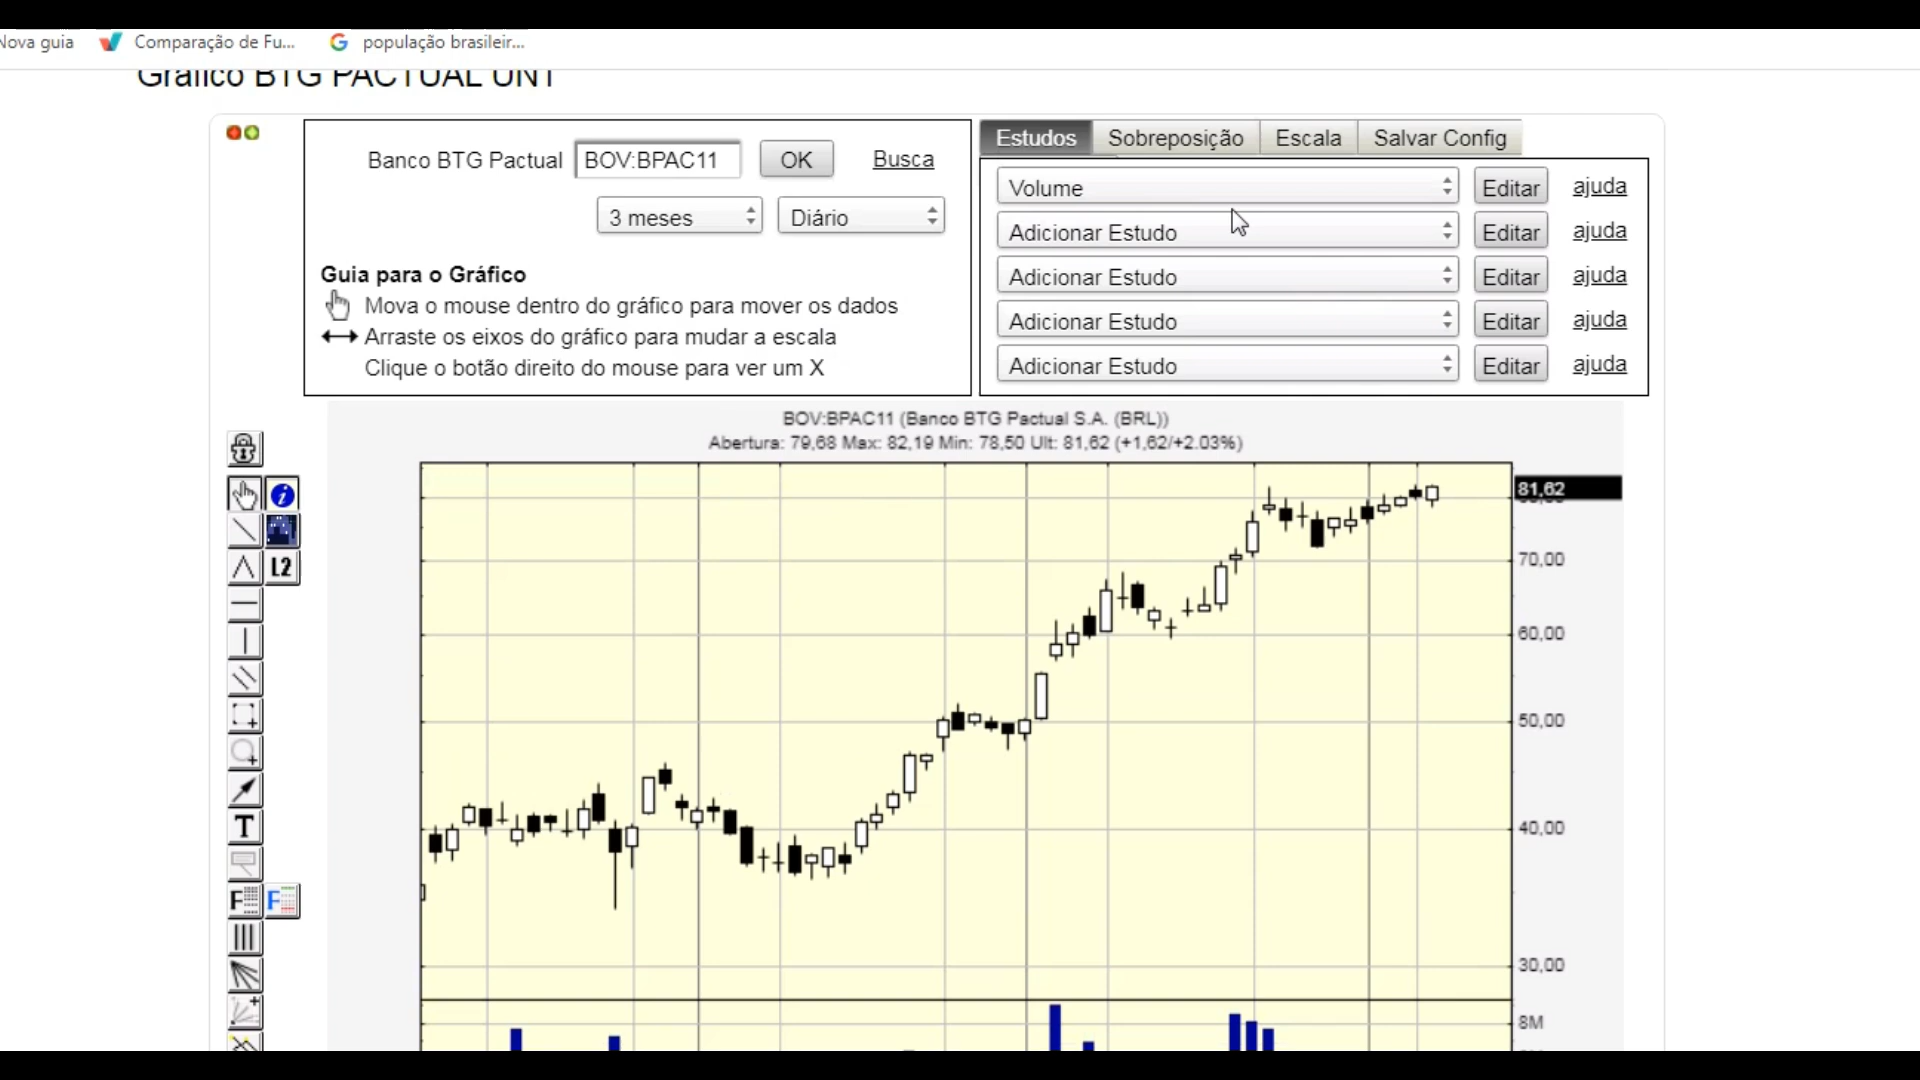 Nova guia
Comparação de Fu...
população brasileir...
Gráfico BTG PACTUAL UNT
Banco BTG Pactual
BOV:BPAC11
OK
Busca
3 meses
Diário
Guia para o Gráfico
Mova o mouse dentro do gráfico para mover os dados
Arraste os eixos do gráfico para mudar a escala
Clique o botão direito do mouse para ver um X
Estudos
Sobreposição
Escala
Salvar Config
Volume
Editar
ajuda
Adicionar Estudo
Editar
ajuda
Adicionar Estudo
Editar
ajuda
Adicionar Estudo
Editar
ajuda
Adicionar Estudo
Editar
ajuda
BOV:BPAC11 (Banco BTG Pactual S.A. (BRL))
Abertura: 79,68 Max: 82,19 Min: 78,50 Ult: 81,62 (+1,62/+2.03%)
81,62
70,00
60,00
50,00
40,00
30,00
8M
L2
T
F
F